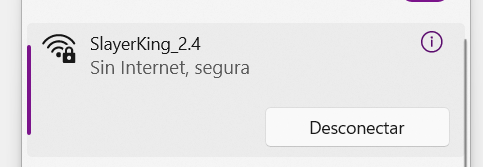 SlayerKing_2.4
Sin Internet, segura
Desconectar